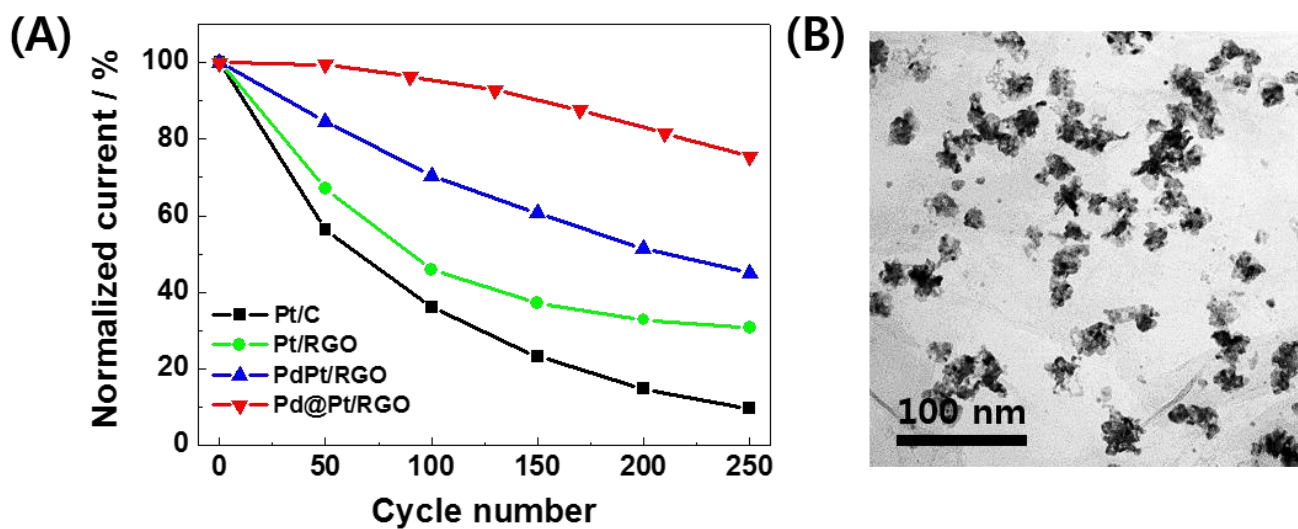 (A)
Normalized current / %
100
80
60
40
20
0
Pt/C
Pt/RGO
PdPt/RGO
Pd@Pt/RGO
0 50 100 150 200 250
Cycle number
(B)
100 nm